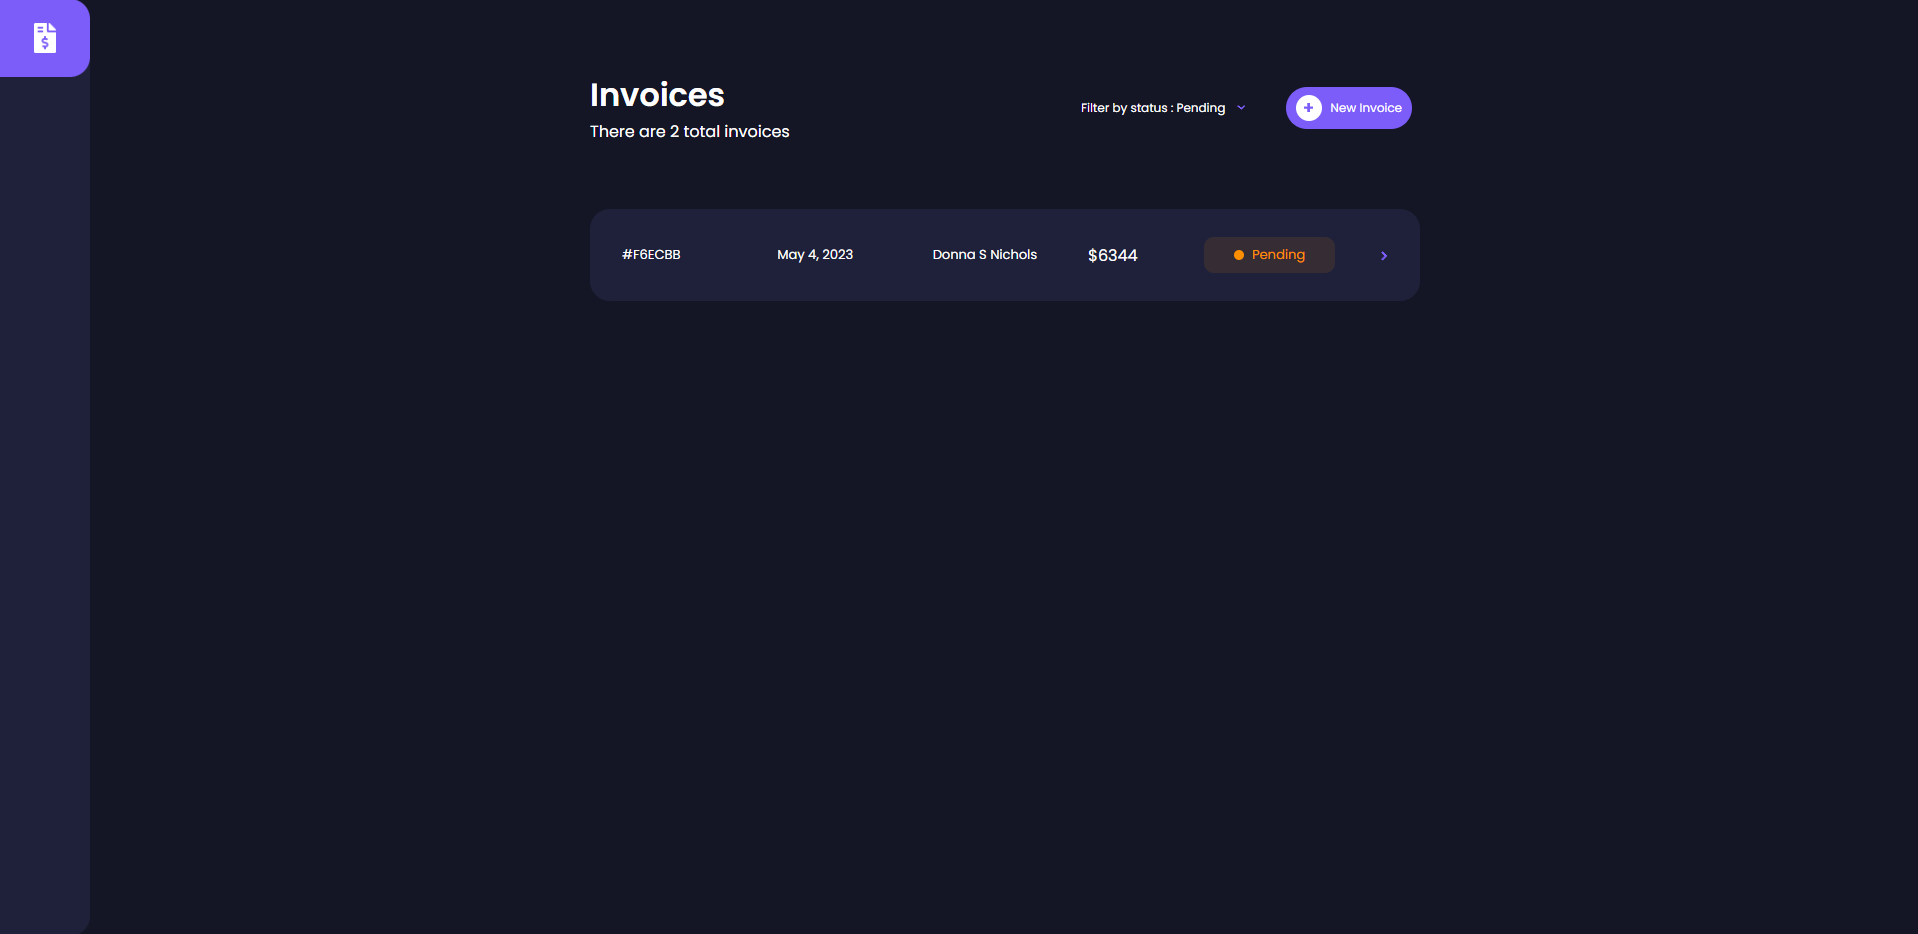 Invoices
There are 2 total invoices
Filter by status : Pending
New Invoice
#F6ECBB
May 4, 2023
Donna S Nichols
$6344
Pending